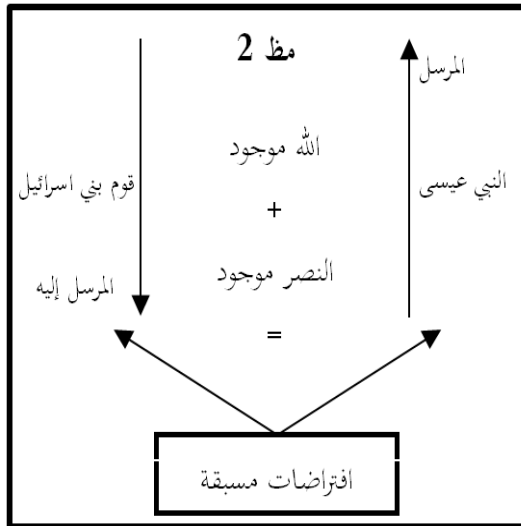 مظ 2
المرسل
الله موجود
النبي عيسى
قوم بني اسرائيل
+
النصر موجود
المرسل إليه
=
افتراضات مسبقة